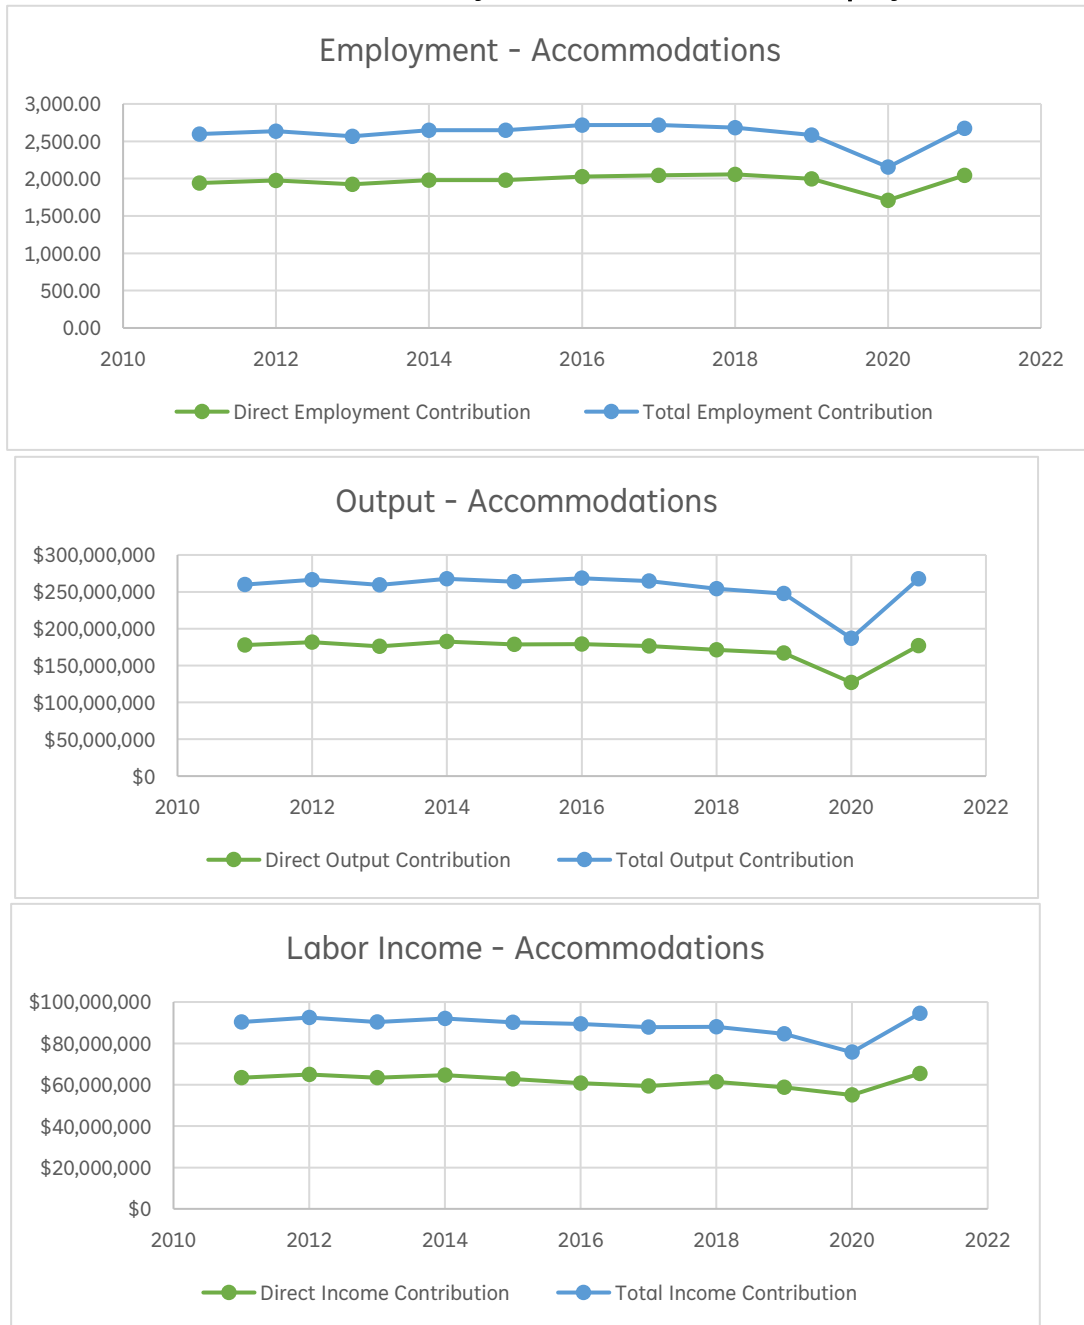 Employment - Accommodations
3,000.00
2,500.00
2,000.00
1,500.00
1,000.00
500.00
0.00
2010 2012 2014 2016 2018 2020 2022
Direct Employment Contribution Total Employment Contribution
Output - Accommodations
$300,000,000
$250,000,000
$200,000,000
$150,000,000
$100,000,000
$50,000,000
$0
2010 2012 2014 2016 2018 2020 2022
Direct Output Contribution Total Output Contribution
Labor Income - Accommodations
$100,000,000
$80,000,000
$60,000,000
$40,000,000
$20,000,000
$0
2010 2012 2014 2016 2018 2020 2022
Direct Income Contribution Total Income Contribution